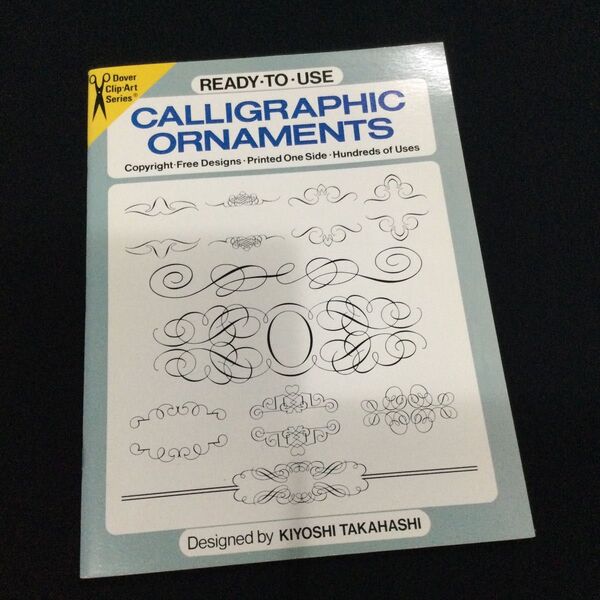 Dover
Clip·Art
Series®
READY·TO·USE
CALLIGRAPHIC
ORNAMENTS
Copyright·Free Designs · Printed One Side · Hundreds of Uses
Designed by KIYOSHI TAKAHASHI